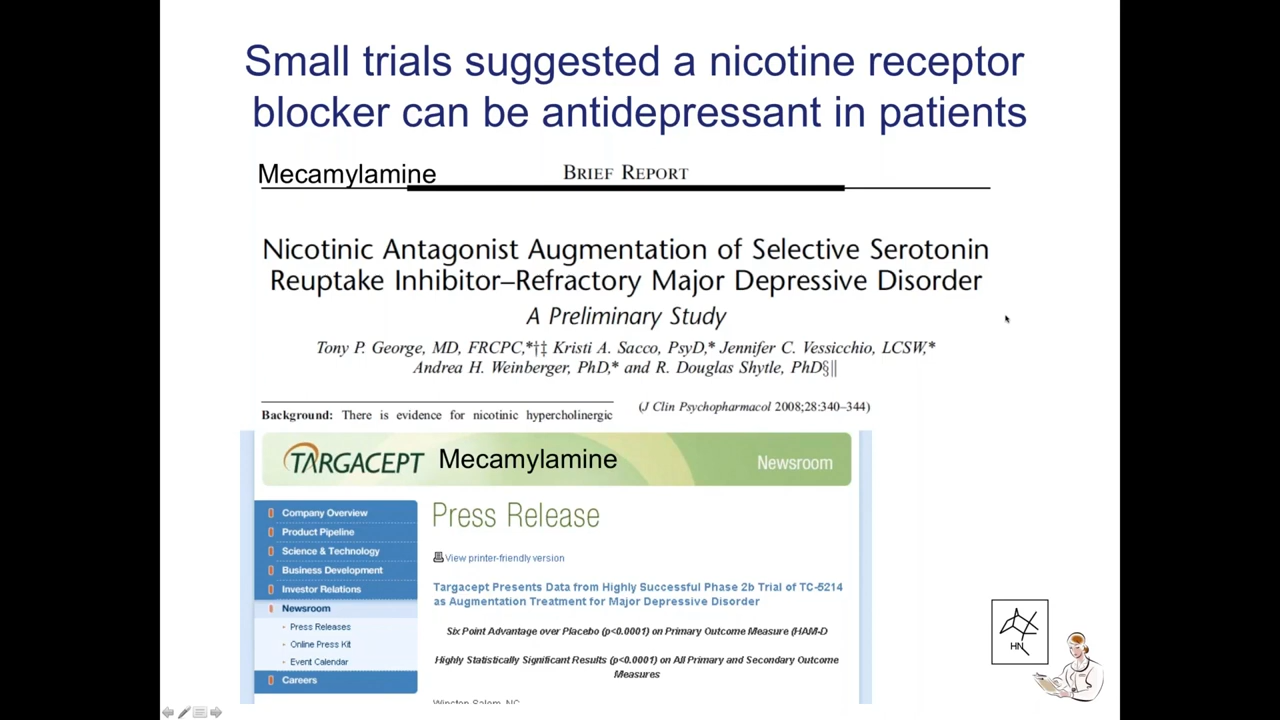 Small trials suggested a nicotine receptor
blocker can be antidepressant in patients
Mecamylamine
BRIEF REPORT
Nicotinic Antagonist Augmentation of Selective Serotonin
Reuptake Inhibitor–Refractory Major Depressive Disorder
A Preliminary Study
Tony P. George, MD, FRCPC,*†‡ Kristi A. Sacco, PsyD,* Jennifer C. Vessicchio, LCSW,*
Andrea H. Weinberger, PhD,* and R. Douglas Shytle, PhD§||
Background: There is evidence for nicotinic hypercholinergic
(J Clin Psychopharmacol 2008;28:340–344)
TARGACEPT
Mecamylamine
Newsroom
Company Overview
Product Pipeline
Science & Technology
Business Development
Investor Relations
Newsroom
Press Releases
Online Press Kit
Event Calendar
Careers
Press Release
View printer-friendly version
Targacept Presents Data from Highly Successful Phase 2b Trial of TC-5214
as Augmentation Treatment for Major Depressive Disorder
Six Point Advantage over Placebo (p<0.0001) on Primary Outcome Measure (HAM-D
Highly Statistically Significant Results (p<0.0001) on All Primary and Secondary Outcome
Measures
Winston-Salem, NC
HN